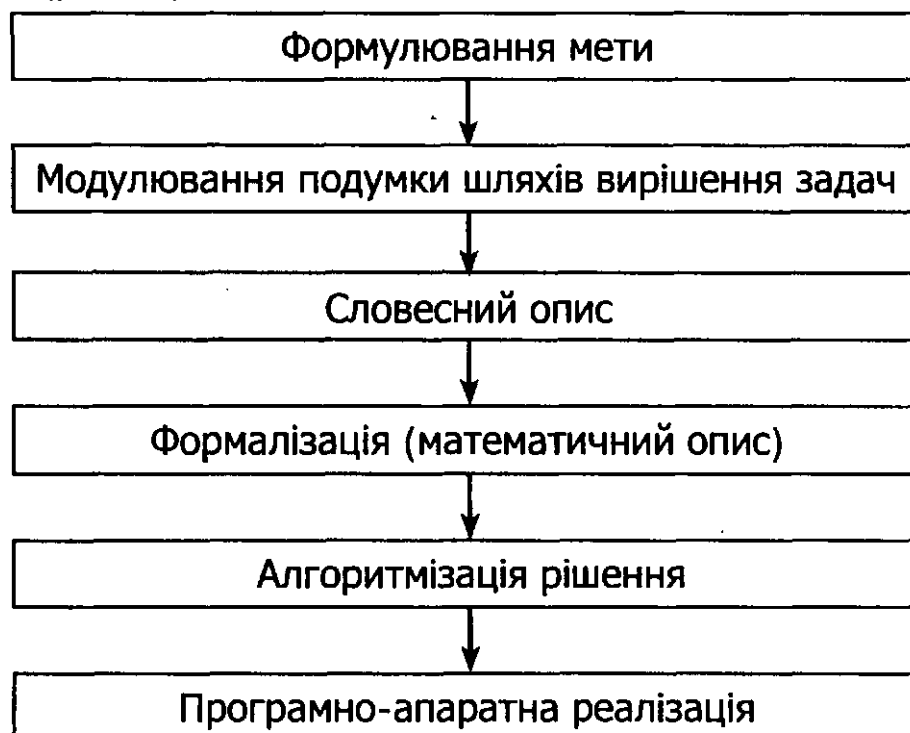 Формулювання мети
Модулювання подумки шляхів вирішення задач
Словесний опис
Формалізація (математичний опис)
Алгоритмізація рішення
Програмно-апаратна реалізація